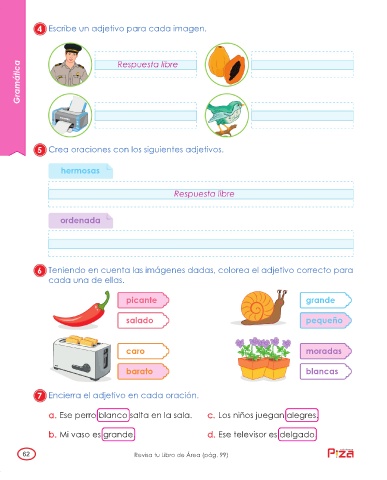 Gramática
4 Escribe un adjetivo para cada imagen.
Respuesta libre
5 Crea oraciones con los siguientes adjetivos.
hermosas
Respuesta libre
ordenada
6 Teniendo en cuenta las imágenes dadas, colorea el adjetivo correcto para
cada una de ellas.
picante
salado
grande
pequeño
caro
barato
moradas
blancas
7 Encierra el adjetivo en cada oración.
a. Ese perro blanco salta en la sala.
b. Mi vaso es grande.
c. Los niños juegan alegres.
d. Ese televisor es delgado.
62
Revisa tu Libro de Área (pág. 99)
Piza